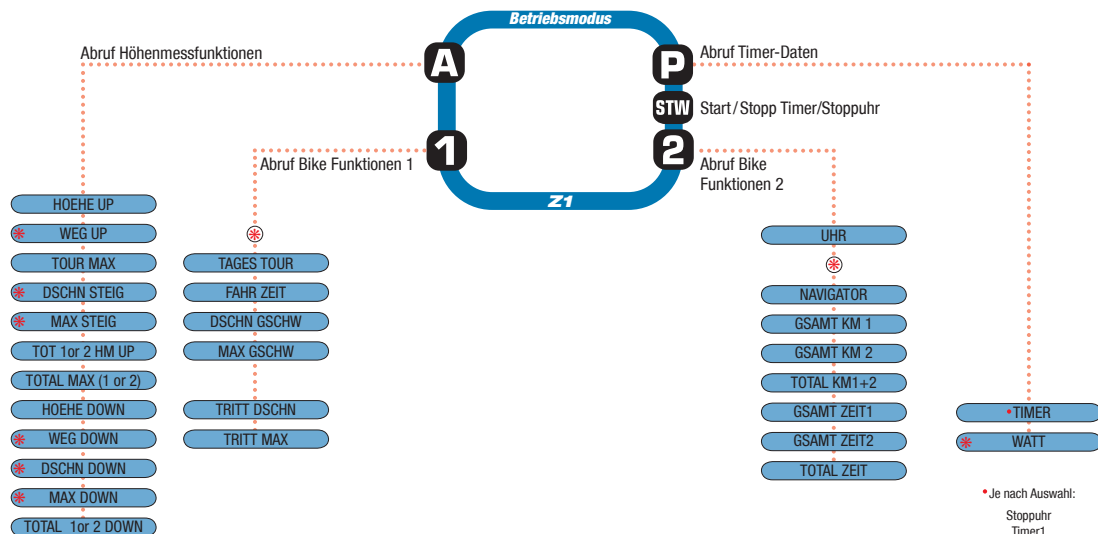 Betriebsmodus
Abruf Höhenmessfunktionen
A
P
Abruf Timer-Daten
STW
Start / Stopp Timer/Stoppuhr
1
Abruf Bike Funktionen 1
2
Abruf Bike
Funktionen 2
Z1
HOEHE UP
WEG UP
TOUR MAX
DSCHN STEIG
MAX STEIG
TOT 1or 2 HM UP
TOTAL MAX (1 or 2)
HOEHE DOWN
WEG DOWN
DSCHN DOWN
MAX DOWN
TOTAL 1or 2 DOWN
TAGES TOUR
FAHR ZEIT
DSCHN GSCHW
MAX GSCHW
TRITT DSCHN
TRITT MAX
UHR
NAVIGATOR
GSAMT KM 1
GSAMT KM 2
TOTAL KM1+2
GSAMT ZEIT1
GSAMT ZEIT2
TOTAL ZEIT
•TIMER
WATT
• Je nach Auswahl:
Stoppuhr
Timer1